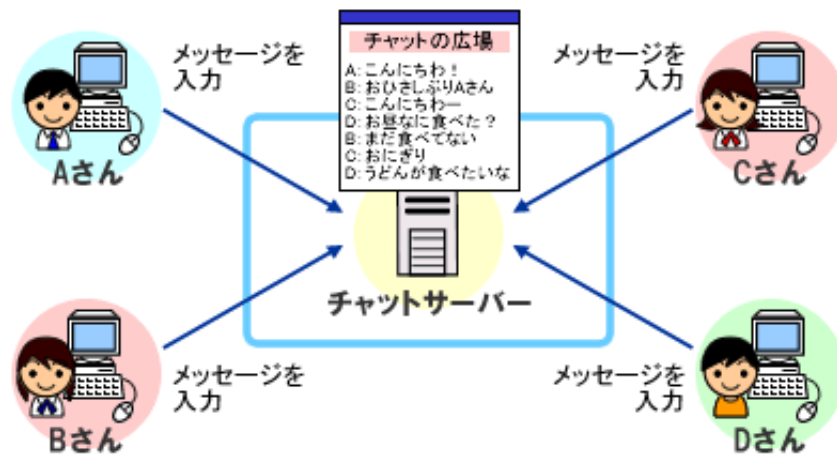 チャットの広場
A:こんにちわ！
B:おひさしぶりAさん
C:こんにちわー
D:お昼なに食べた？
B:まだ食べてない
C:おにぎり
D:うどんが食べたいな
メッセージを
入力
メッセージを
入力
Aさん
Cさん
チャットサーバー
メッセージを
入力
メッセージを
入力
Bさん
Dさん